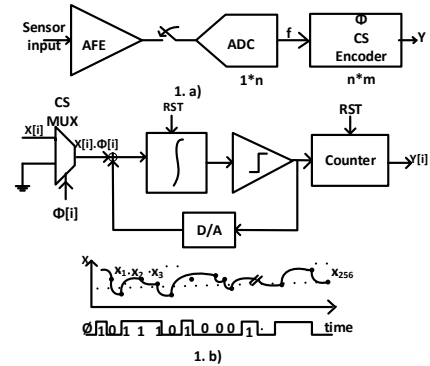 Sensor input
AFE
ADC
1*n
f
Φ
CS Encoder
n*m
Y
1. a)
CS MUX
X[i]
X[i].Φ[i]
Φ[i]
RST
∫
D/A
RST
Counter
Y[i]
X
x₁ . x₂ . x₃
x₂₅₆
Ø 1 0 1 1 1 0 1 0 0 0 1 .
time
1. b)